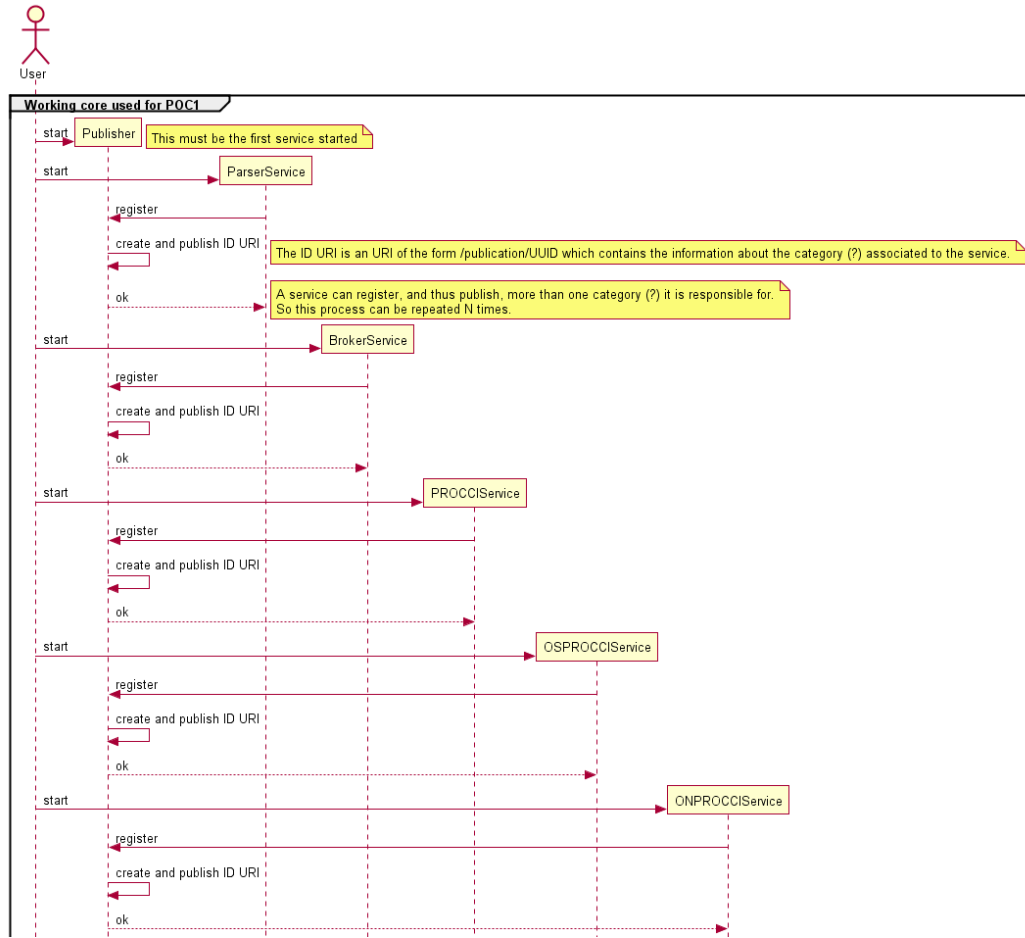 User
Working core used for POC1
start
Publisher
This must be the first service started
start
ParserService
register
create and publish ID URI
The ID URI is an URI of the form /publication/UUID which contains the information about the category (?) associated to the service.
ok
A service can register, and thus publish, more than one category (?) it is responsible for.
So this process can be repeated N times.
start
BrokerService
register
create and publish ID URI
ok
start
PROCCIService
register
create and publish ID URI
ok
start
OSPROCCIService
register
create and publish ID URI
ok
start
ONPROCCIService
register
create and publish ID URI
ok